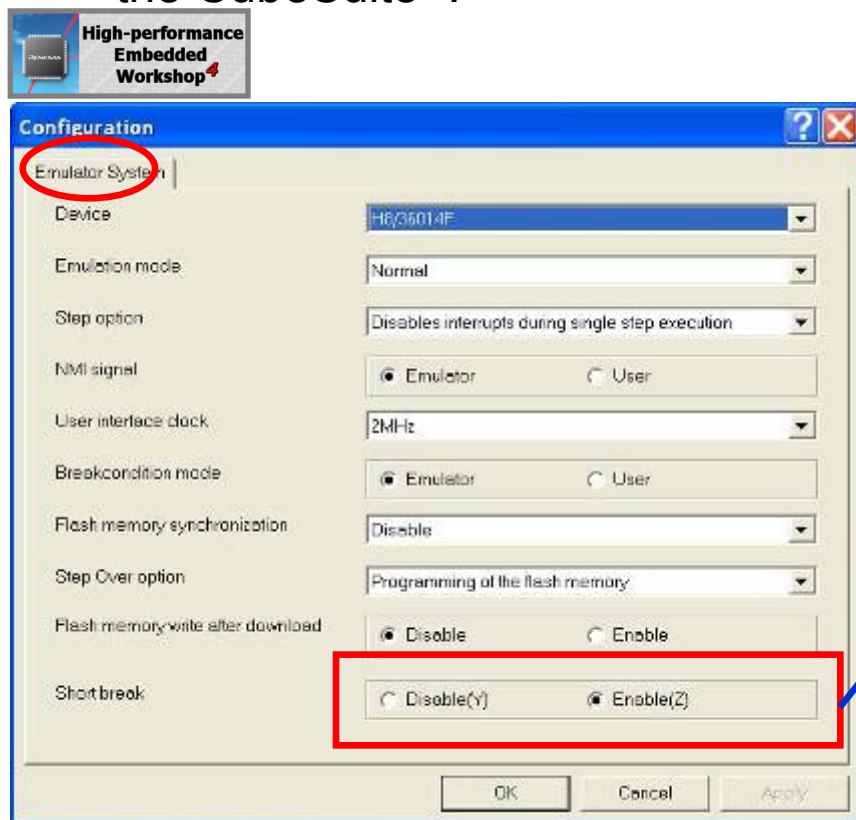 High-performance
Embedded
Workshop4
RENESAS
Configuration
Emulator System
Device H8/36014F
Emulation mode Normal
Step option Disables interrupts during single step execution
NMI signal Emulator User
User interface clock 2MHz
Breakcondition mode Emulator User
Flash memory synchronization Disable
Step Over option Programming of the flash memory
Flash memory write after download Disable Enable
Short break Disable(Y) Enable(Z)
OK Cancel Apply